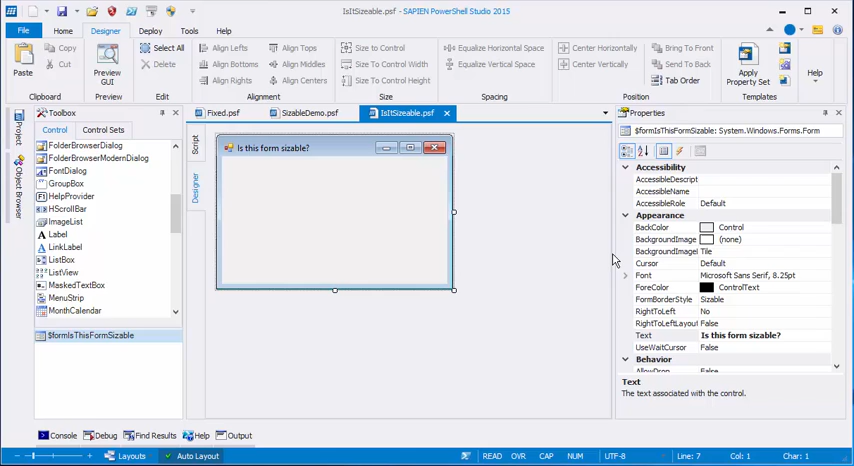 IsItSizeable.psf - SAPIEN PowerShell Studio 2015
File Home Designer Deploy Tools Help
Paste Copy Cut
Clipboard
Preview GUI
Preview
Select All
Delete
Edit
Align Lefts Align Tops
Align Bottoms Align Middles
Align Rights Align Centers
Alignment
Size to Control
Size To Control Width
Size To Control Height
Size
Equalize Horizontal Space
Equalize Vertical Space
Spacing
Center Horizontally Bring To Front
Center Vertically Send To Back
Tab Order
Position
Apply Property Set
Templates
Help
Project
Object Browser
Toolbox
Control Control Sets
FolderBrowserDialog
FolderBrowserModernDialog
FontDialog
GroupBox
HelpProvider
HScrollBar
ImageList
Label
LinkLabel
ListBox
ListView
MaskedTextBox
MenuStrip
MonthCalendar
$formIsThisFormSizable
Fixed.psf SizableDemo.psf IsItSizeable.psf
Script
Designer
Is this form sizable?
Properties
$formIsThisFormSizable: System.Windows.Forms.Form
Accessibility
AccessibleDescript
AccessibleName
AccessibleRole Default
Appearance
BackColor Control
BackgroundImage (none)
BackgroundImageI Tile
Cursor Default
Font Microsoft Sans Serif, 8.25pt
ForeColor ControlText
FormBorderStyle Sizable
RightToLeft No
RightToLeftLayou False
Text Is this form sizable?
UseWaitCursor False
Behavior
AllowDrop False
Text
The text associated with the control.
Console Debug Find Results Help Output
Layouts Auto Layout READ OVR CAP NUM UTF-8 Line: 7 Col: 1 Char: 1